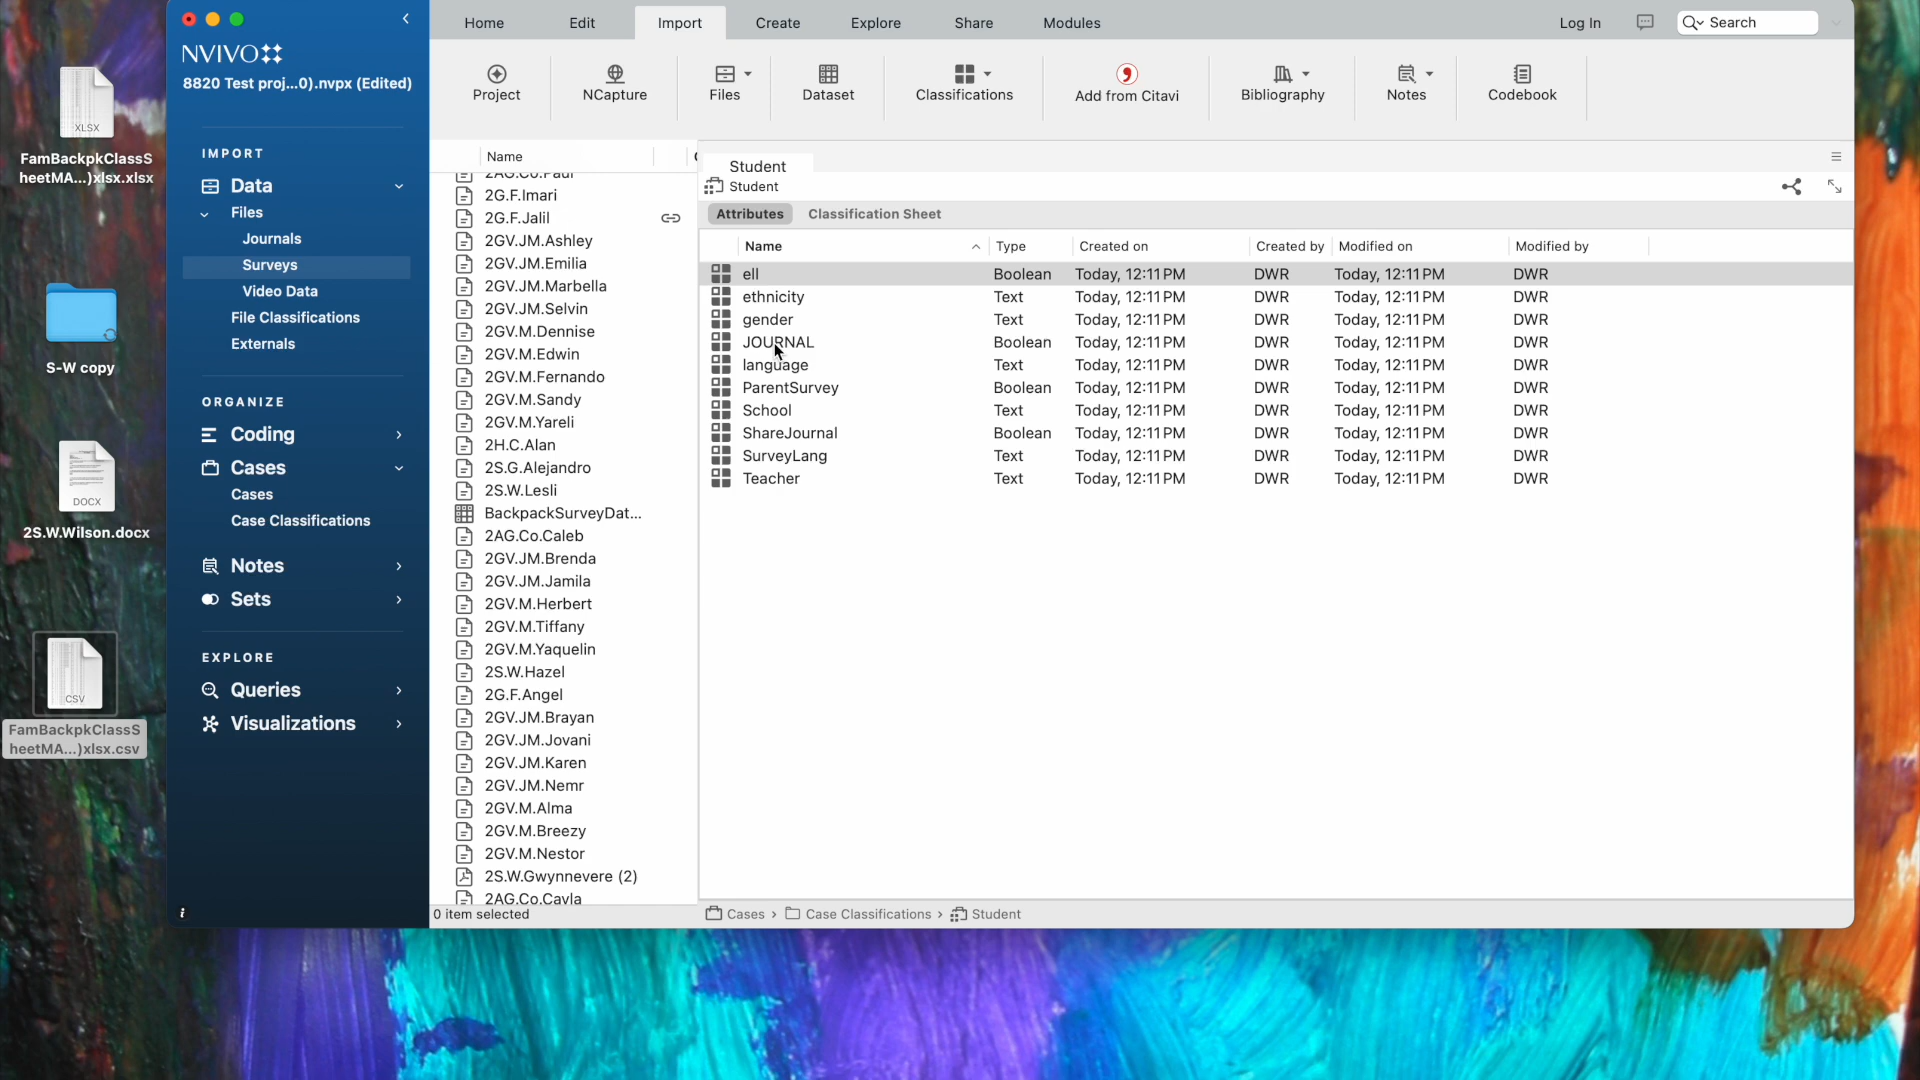 XLSX
FamBackpkClassS
heetMA...)xlsx.xlsx
S-W copy
DOCX
2S.W.Wilson.docx
CSV
FamBackpkClassS
heetMA...)xlsx.csv
NVIVO
8820 Test proj...0).nvpx (Edited)
IMPORT
Data
Files
Journals
Surveys
Video Data
File Classifications
Externals
ORGANIZE
Coding
Cases
Cases
Case Classifications
Notes
Sets
EXPLORE
Queries
Visualizations
Home Edit Import Create Explore Share Modules Log In Search
Project NCapture Files Dataset Classifications Add from Citavi Bibliography Notes Codebook
Name
2AG.Co.Paul
2G.F.Imari
2G.F.Jalil
2GV.JM.Ashley
2GV.JM.Emilia
2GV.JM.Marbella
2GV.JM.Selvin
2GV.M.Dennise
2GV.M.Edwin
2GV.M.Fernando
2GV.M.Sandy
2GV.M.Yareli
2H.C.Alan
2S.G.Alejandro
2S.W.Lesli
BackpackSurveyDat...
2AG.Co.Caleb
2GV.JM.Brenda
2GV.JM.Jamila
2GV.M.Herbert
2GV.M.Tiffany
2GV.M.Yaquelin
2S.W.Hazel
2G.F.Angel
2GV.JM.Brayan
2GV.JM.Jovani
2GV.JM.Karen
2GV.JM.Nemr
2GV.M.Alma
2GV.M.Breezy
2GV.M.Nestor
2S.W.Gwynnevere (2)
2AG.Co.Cayla
0 item selected
Student
Student
Attributes Classification Sheet
Name Type Created on Created by Modified on Modified by
ell Boolean Today, 12:11 PM DWR Today, 12:11 PM DWR
ethnicity Text Today, 12:11 PM DWR Today, 12:11 PM DWR
gender Text Today, 12:11 PM DWR Today, 12:11 PM DWR
JOURNAL Boolean Today, 12:11 PM DWR Today, 12:11 PM DWR
language Text Today, 12:11 PM DWR Today, 12:11 PM DWR
ParentSurvey Boolean Today, 12:11 PM DWR Today, 12:11 PM DWR
School Text Today, 12:11 PM DWR Today, 12:11 PM DWR
ShareJournal Boolean Today, 12:11 PM DWR Today, 12:11 PM DWR
SurveyLang Text Today, 12:11 PM DWR Today, 12:11 PM DWR
Teacher Text Today, 12:11 PM DWR Today, 12:11 PM DWR
Cases › Case Classifications › Student